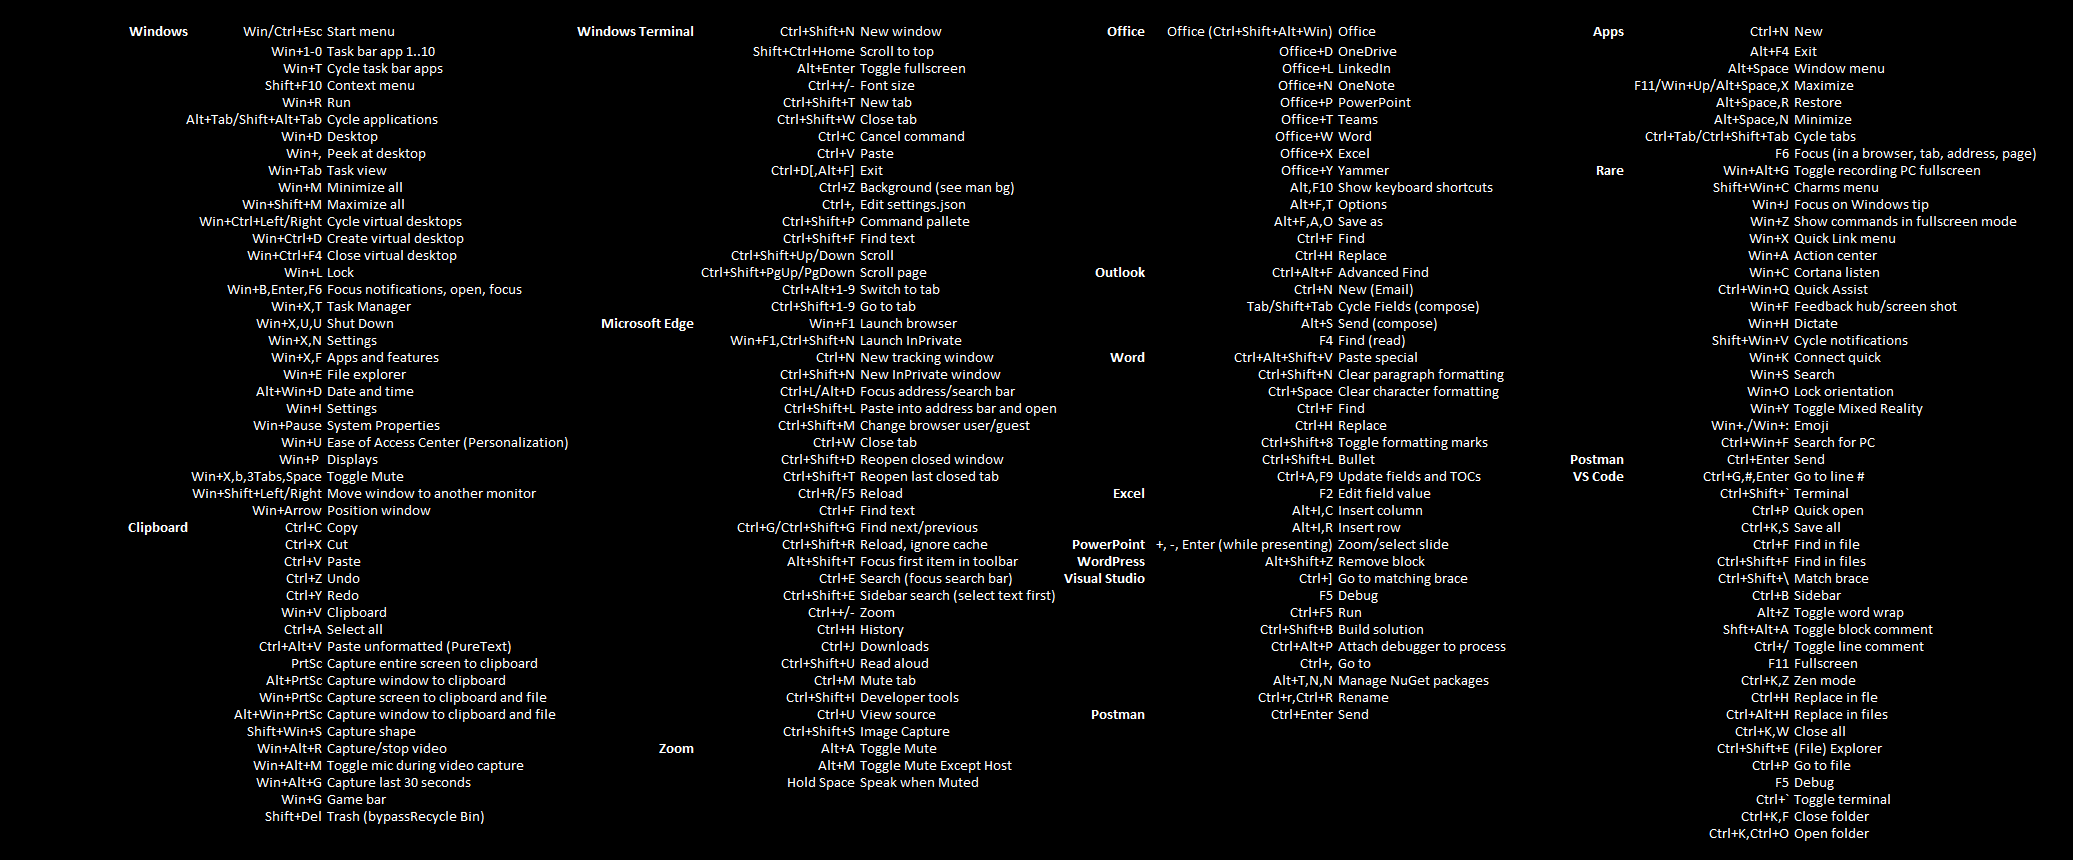 Windows Win/Ctrl+Esc Start menu
Win+1-0 Task bar app 1..10
Win+T Cycle task bar apps
Shift+F10 Context menu
Win+R Run
Alt+Tab/Shift+Alt+Tab Cycle applications
Win+D Desktop
Win+, Peek at desktop
Win+Tab Task view
Win+M Minimize all
Win+Shift+M Maximize all
Win+Ctrl+Left/Right Cycle virtual desktops
Win+Ctrl+D Create virtual desktop
Win+Ctrl+F4 Close virtual desktop
Win+L Lock
Win+B,Enter,F6 Focus notifications, open, focus
Win+X,T Task Manager
Win+X,U,U Shut Down
Win+X,N Settings
Win+X,F Apps and features
Win+E File explorer
Alt+Win+D Date and time
Win+I Settings
Win+Pause System Properties
Win+U Ease of Access Center (Personalization)
Win+P Displays
Win+X,b,3Tabs,Space Toggle Mute
Win+Shift+Left/Right Move window to another monitor
Win+Arrow Position window
Clipboard Ctrl+C Copy
Ctrl+X Cut
Ctrl+V Paste
Ctrl+Z Undo
Ctrl+Y Redo
Win+V Clipboard
Ctrl+A Select all
Ctrl+Alt+V Paste unformatted (PureText)
PrtSc Capture entire screen to clipboard
Alt+PrtSc Capture window to clipboard
Win+PrtSc Capture screen to clipboard and file
Alt+Win+PrtSc Capture window to clipboard and file
Shift+Win+S Capture shape
Win+Alt+R Capture/stop video
Win+Alt+M Toggle mic during video capture
Win+Alt+G Capture last 30 seconds
Win+G Game bar
Shift+Del Trash (bypassRecycle Bin)
Windows Terminal Ctrl+Shift+N New window
Shift+Ctrl+Home Scroll to top
Alt+Enter Toggle fullscreen
Ctrl++/- Font size
Ctrl+Shift+T New tab
Ctrl+Shift+W Close tab
Ctrl+C Cancel command
Ctrl+V Paste
Ctrl+D[,Alt+F] Exit
Ctrl+Z Background (see man bg)
Ctrl+, Edit settings.json
Ctrl+Shift+P Command pallete
Ctrl+Shift+F Find text
Ctrl+Shift+Up/Down Scroll
Ctrl+Shift+PgUp/PgDown Scroll page
Ctrl+Alt+1-9 Switch to tab
Ctrl+Shift+1-9 Go to tab
Microsoft Edge Win+F1 Launch browser
Win+F1,Ctrl+Shift+N Launch InPrivate
Ctrl+N New tracking window
Ctrl+Shift+N New InPrivate window
Ctrl+L/Alt+D Focus address/search bar
Ctrl+Shift+L Paste into address bar and open
Ctrl+Shift+M Change browser user/guest
Ctrl+W Close tab
Ctrl+Shift+D Reopen closed window
Ctrl+Shift+T Reopen last closed tab
Ctrl+R/F5 Reload
Ctrl+F Find text
Ctrl+G/Ctrl+Shift+G Find next/previous
Ctrl+Shift+R Reload, ignore cache
Alt+Shift+T Focus first item in toolbar
Ctrl+E Search (focus search bar)
Ctrl+Shift+E Sidebar search (select text first)
Ctrl++/- Zoom
Ctrl+H History
Ctrl+J Downloads
Ctrl+Shift+U Read aloud
Ctrl+M Mute tab
Ctrl+Shift+I Developer tools
Ctrl+U View source
Ctrl+Shift+S Image Capture
Zoom Alt+A Toggle Mute
Alt+M Toggle Mute Except Host
Hold Space Speak when Muted
Office Office (Ctrl+Shift+Alt+Win) Office
Office+D OneDrive
Office+L LinkedIn
Office+N OneNote
Office+P PowerPoint
Office+T Teams
Office+W Word
Office+X Excel
Office+Y Yammer
Alt,F10 Show keyboard shortcuts
Alt+F,T Options
Alt+F,A,O Save as
Ctrl+F Find
Ctrl+H Replace
Outlook Ctrl+Alt+F Advanced Find
Ctrl+N New (Email)
Tab/Shift+Tab Cycle Fields (compose)
Alt+S Send (compose)
F4 Find (read)
Word Ctrl+Alt+Shift+V Paste special
Ctrl+Shift+N Clear paragraph formatting
Ctrl+Space Clear character formatting
Ctrl+F Find
Ctrl+H Replace
Ctrl+Shift+8 Toggle formatting marks
Ctrl+Shift+L Bullet
Ctrl+A,F9 Update fields and TOCs
Excel F2 Edit field value
Alt+I,C Insert column
Alt+I,R Insert row
PowerPoint +, -, Enter (while presenting) Zoom/select slide
WordPress Alt+Shift+Z Remove block
Visual Studio Ctrl+] Go to matching brace
F5 Debug
Ctrl+F5 Run
Ctrl+Shift+B Build solution
Ctrl+Alt+P Attach debugger to process
Ctrl+, Go to
Alt+T,N,N Manage NuGet packages
Ctrl+r,Ctrl+R Rename
Postman Ctrl+Enter Send
Apps Ctrl+N New
Alt+F4 Exit
Alt+Space Window menu
F11/Win+Up/Alt+Space,X Maximize
Alt+Space,R Restore
Alt+Space,N Minimize
Ctrl+Tab/Ctrl+Shift+Tab Cycle tabs
F6 Focus (in a browser, tab, address, page)
Rare Win+Alt+G Toggle recording PC fullscreen
Shift+Win+C Charms menu
Win+J Focus on Windows tip
Win+Z Show commands in fullscreen mode
Win+X Quick Link menu
Win+A Action center
Win+C Cortana listen
Ctrl+Win+Q Quick Assist
Win+F Feedback hub/screen shot
Win+H Dictate
Shift+Win+V Cycle notifications
Win+K Connect quick
Win+S Search
Win+O Lock orientation
Win+Y Toggle Mixed Reality
Win+./Win+: Emoji
Ctrl+Win+F Search for PC
Postman Ctrl+Enter Send
VS Code Ctrl+G,#,Enter Go to line #
Ctrl+Shift+` Terminal
Ctrl+P Quick open
Ctrl+K,S Save all
Ctrl+F Find in file
Ctrl+Shift+F Find in files
Ctrl+Shift+\ Match brace
Ctrl+B Sidebar
Alt+Z Toggle word wrap
Shft+Alt+A Toggle block comment
Ctrl+/ Toggle line comment
F11 Fullscreen
Ctrl+K,Z Zen mode
Ctrl+H Replace in fle
Ctrl+Alt+H Replace in files
Ctrl+K,W Close all
Ctrl+Shift+E (File) Explorer
Ctrl+P Go to file
F5 Debug
Ctrl+` Toggle terminal
Ctrl+K,F Close folder
Ctrl+K,Ctrl+O Open folder